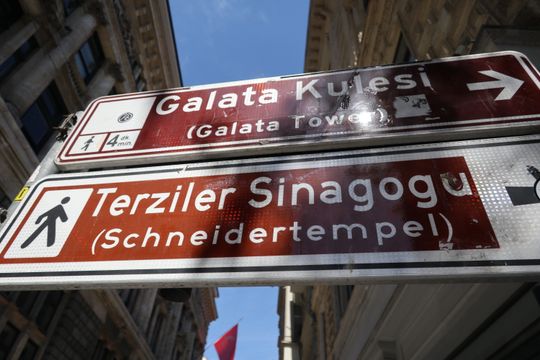 Galata Kulesi
(Galata Tower)
4 dk.
min.
Terziler Sinagogu
(Schneidertempel)